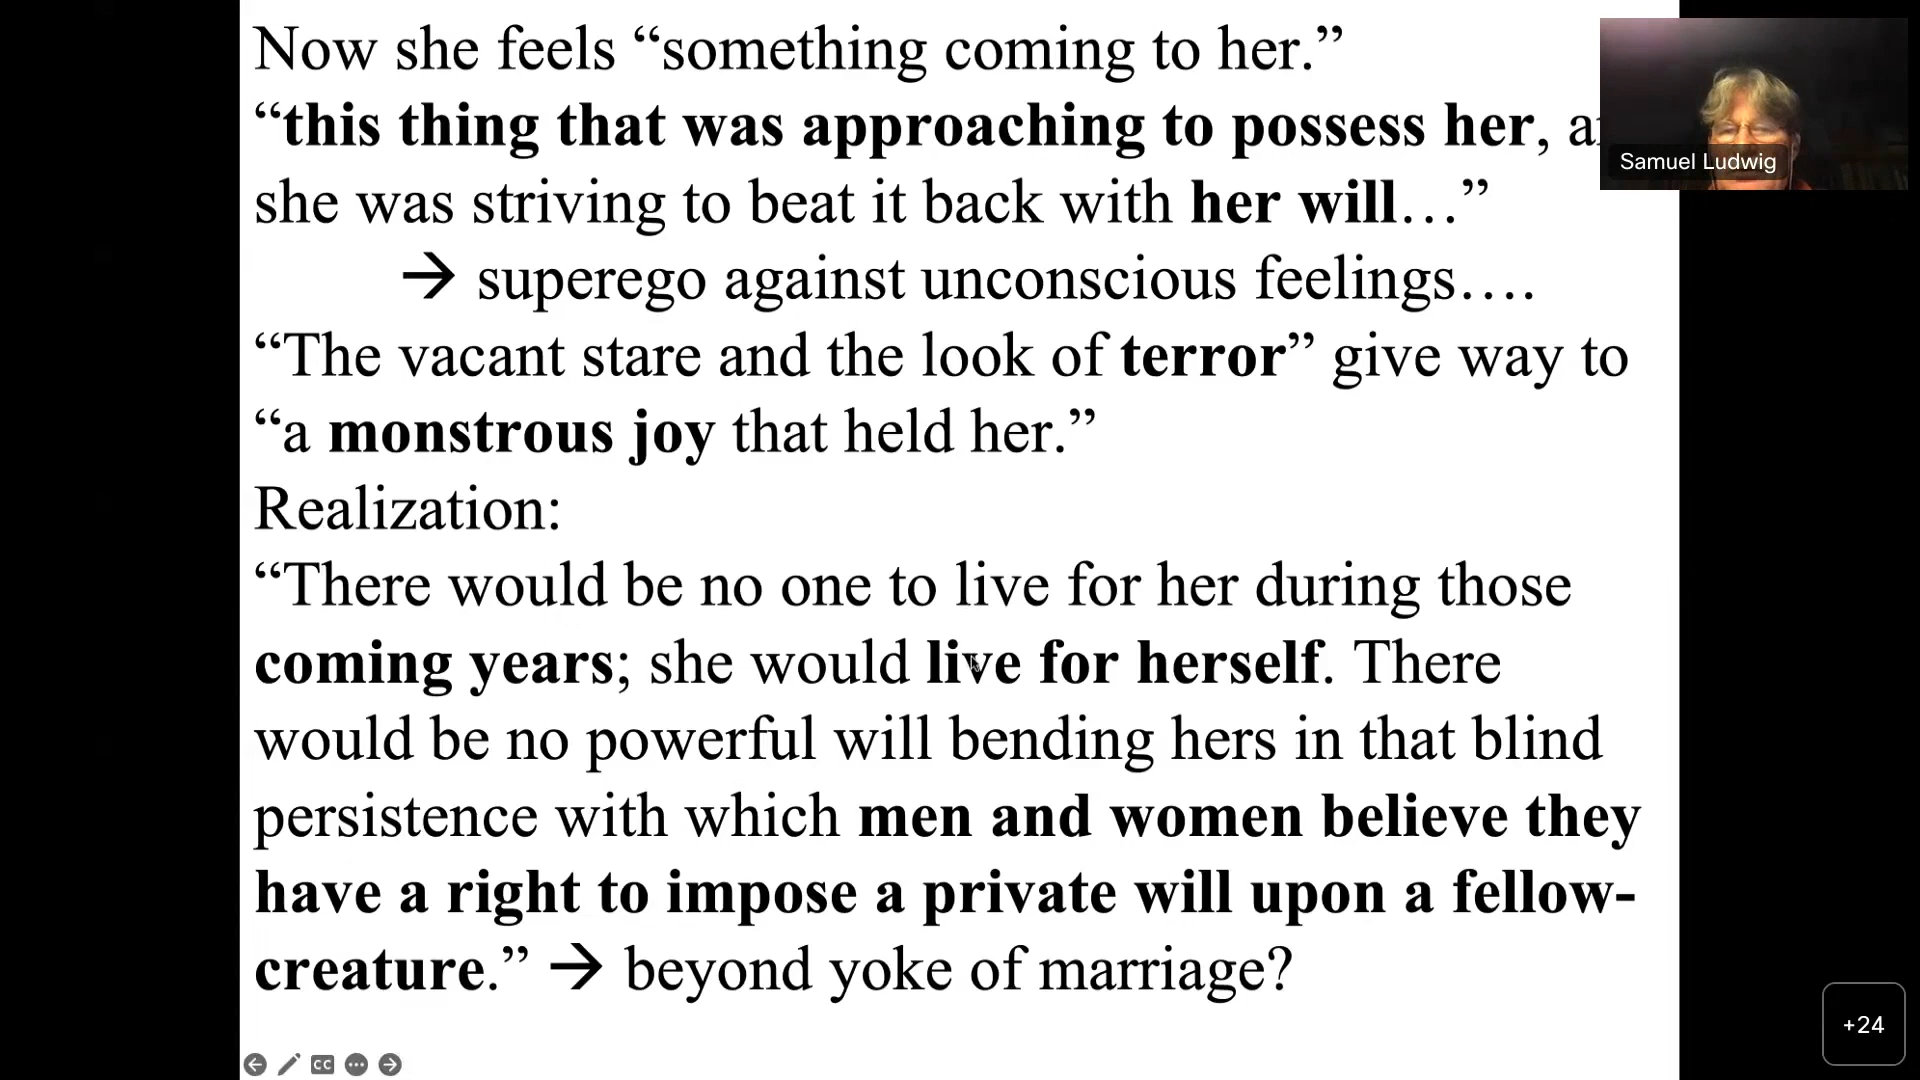 Now she feels “something coming to her.”
“this thing that was approaching to possess her,
she was striving to beat it back with her will…”
→ superego against unconscious feelings….
“The vacant stare and the look of terror” give way to
“a monstrous joy that held her.”
Realization:
“There would be no one to live for her during those
coming years; she would live for herself. There
would be no powerful will bending hers in that blind
persistence with which men and women believe they
have a right to impose a private will upon a fellow-
creature.” → beyond yoke of marriage?
Samuel Ludwig
CC
+24